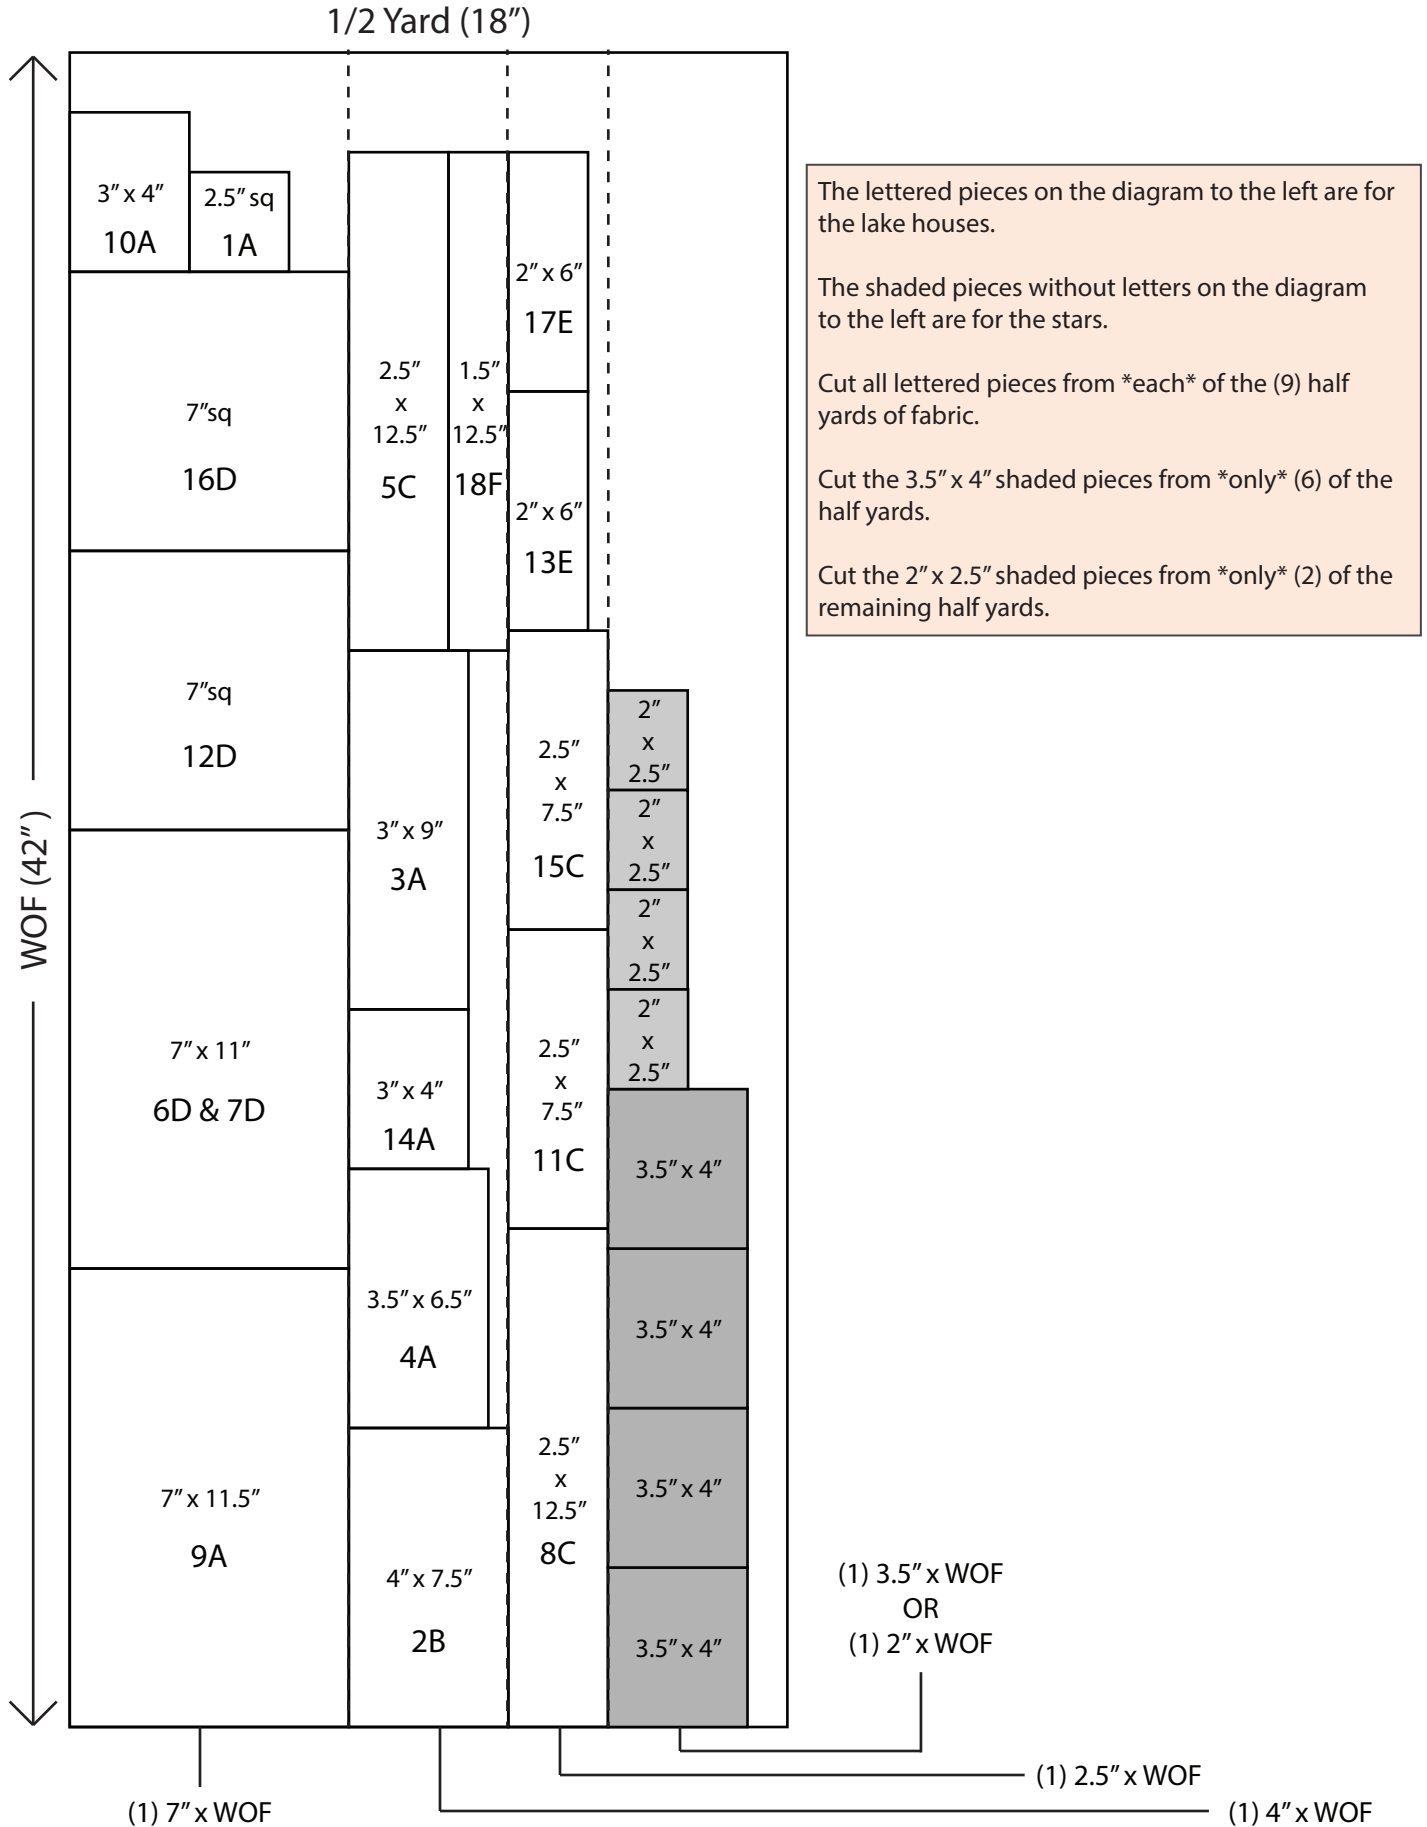 1/2 Yard (18”)
WOF (42”)
3” x 4”
10A
2.5” sq
1A
7”sq
16D
7”sq
12D
7” x 11”
6D & 7D
7” x 11.5”
9A
2.5”
x
12.5”
5C
1.5”
x
12.5”
18F
3” x 9”
3A
3” x 4”
14A
3.5” x 6.5”
4A
4” x 7.5”
2B
2” x 6”
17E
2” x 6”
13E
2.5”
x
7.5”
15C
2.5”
x
7.5”
11C
2.5”
x
12.5”
8C
2”
x
2.5”
2”
x
2.5”
2”
x
2.5”
2”
x
2.5”
3.5” x 4”
3.5” x 4”
3.5” x 4”
3.5” x 4”
The lettered pieces on the diagram to the left are for
the lake houses.
The shaded pieces without letters on the diagram
to the left are for the stars.
Cut all lettered pieces from *each* of the (9) half
yards of fabric.
Cut the 3.5” x 4” shaded pieces from *only* (6) of the
half yards.
Cut the 2” x 2.5” shaded pieces from *only* (2) of the
remaining half yards.
(1) 3.5” x WOF
OR
(1) 2” x WOF
(1) 2.5” x WOF
(1) 7” x WOF
(1) 4” x WOF